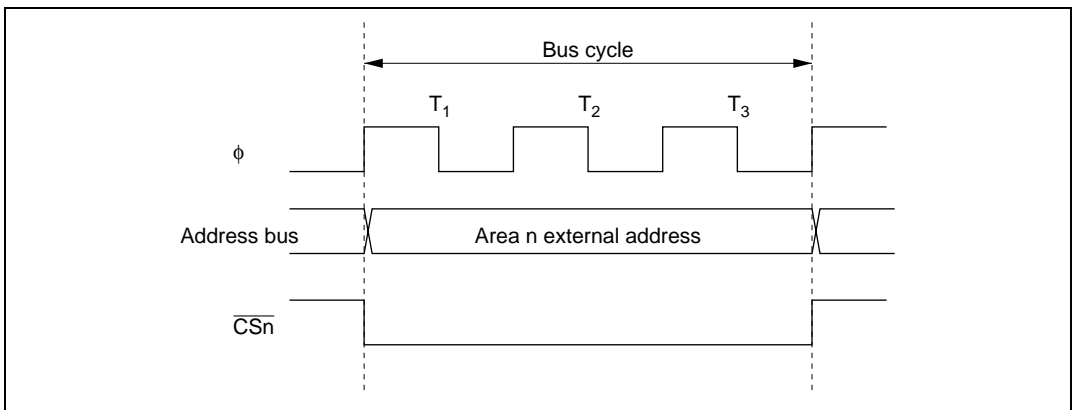 Bus cycle
T1 T2 T3
φ
Address bus Area n external address
CSn